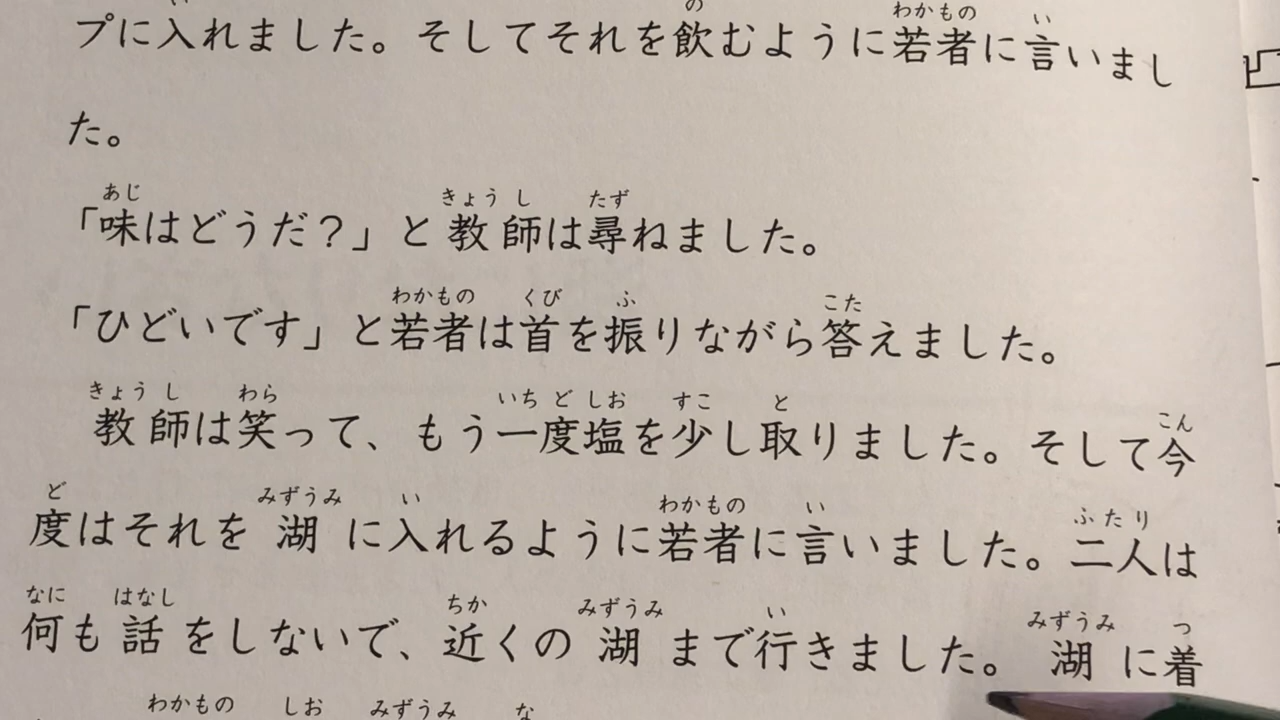 プに入れました。そしてそれを飲むように若者に言いまし
た。
「味はどうだ？」と教師は尋ねました。
「ひどいです」と若者は首を振りながら答えました。
教師は笑って、もう一度塩を少し取りました。そして今
度はそれを湖に入れるように若者に言いました。二人は
何も話をしないで、近くの湖まで行きました。湖に着